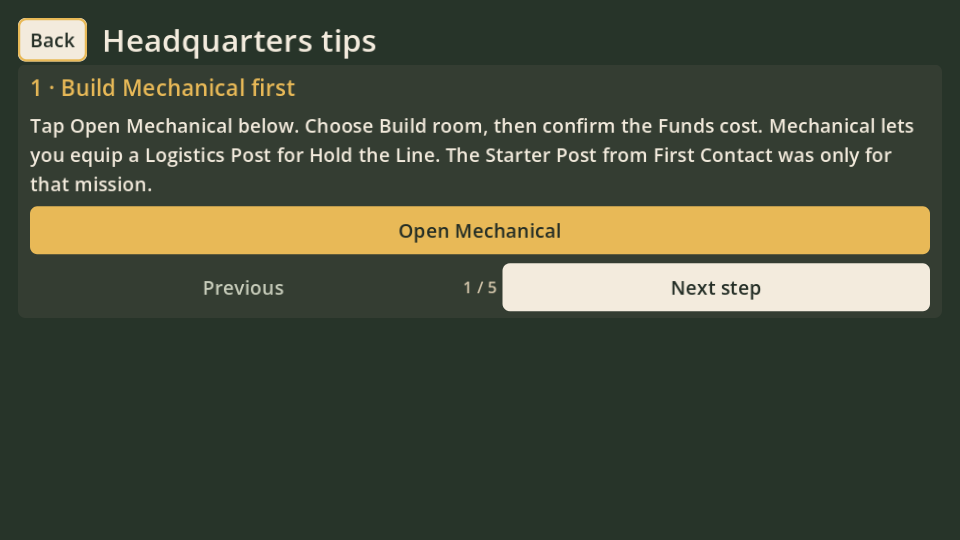 Back
Headquarters tips
1 · Build Mechanical first
Tap Open Mechanical below. Choose Build room, then confirm the Funds cost. Mechanical lets
you equip a Logistics Post for Hold the Line. The Starter Post from First Contact was only for
that mission.
Open Mechanical
Previous
1 / 5
Next step